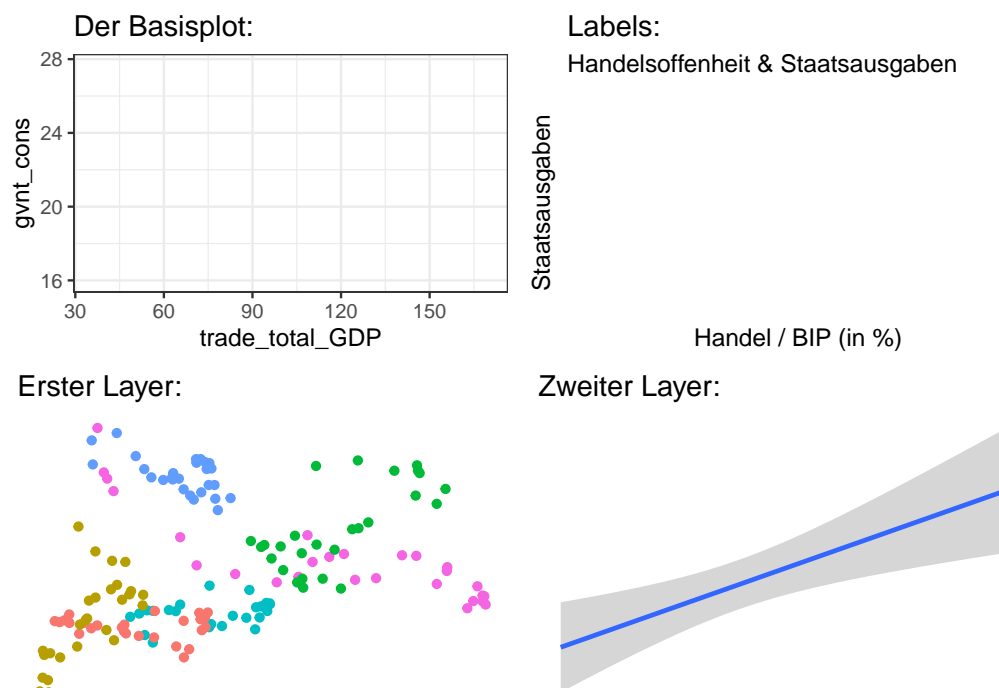 Der Basisplot:
28
24
20
16
gvnt_cons
30 60 90 120 150
trade_total_GDP
Labels:
Handelsoffenheit & Staatsausgaben
Staatsausgaben
Handel / BIP (in %)
Erster Layer:
Zweiter Layer: